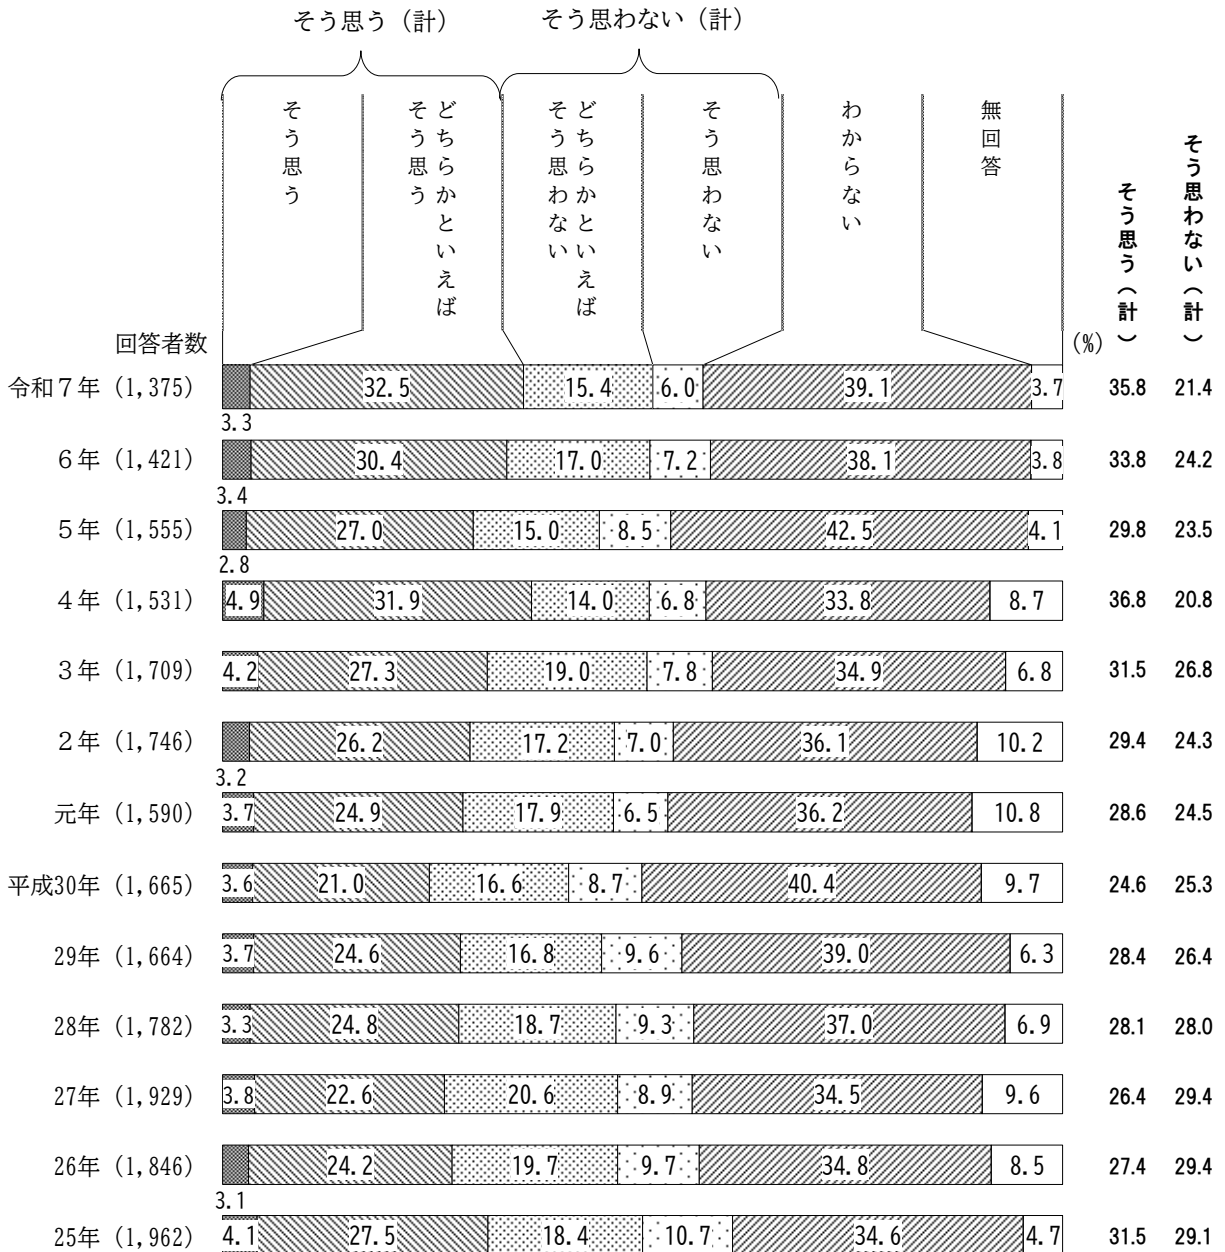 そう思う（計）
そう思わない（計）
そう思う
どちらかといえば
そう思う
どちらかといえば
そう思わない
そう思わない
わからない
無回答
そう思う（計）
そう思わない（計）
回答者数
(%)
令和７年 (1,375) 32.5 15.4 6.0 39.1 3.7 35.8 21.4
3.3
６年 (1,421) 30.4 17.0 7.2 38.1 3.8 33.8 24.2
3.4
５年 (1,555) 27.0 15.0 8.5 42.5 4.1 29.8 23.5
2.8
４年 (1,531) 4.9 31.9 14.0 6.8 33.8 8.7 36.8 20.8
３年 (1,709) 4.2 27.3 19.0 7.8 34.9 6.8 31.5 26.8
２年 (1,746) 26.2 17.2 7.0 36.1 10.2 29.4 24.3
3.2
元年 (1,590) 3.7 24.9 17.9 6.5 36.2 10.8 28.6 24.5
平成30年 (1,665) 3.6 21.0 16.6 8.7 40.4 9.7 24.6 25.3
29年 (1,664) 3.7 24.6 16.8 9.6 39.0 6.3 28.4 26.4
28年 (1,782) 3.3 24.8 18.7 9.3 37.0 6.9 28.1 28.0
27年 (1,929) 3.8 22.6 20.6 8.9 34.5 9.6 26.4 29.4
26年 (1,846) 24.2 19.7 9.7 34.8 8.5 27.4 29.4
3.1
25年 (1,962) 4.1 27.5 18.4 10.7 34.6 4.7 31.5 29.1